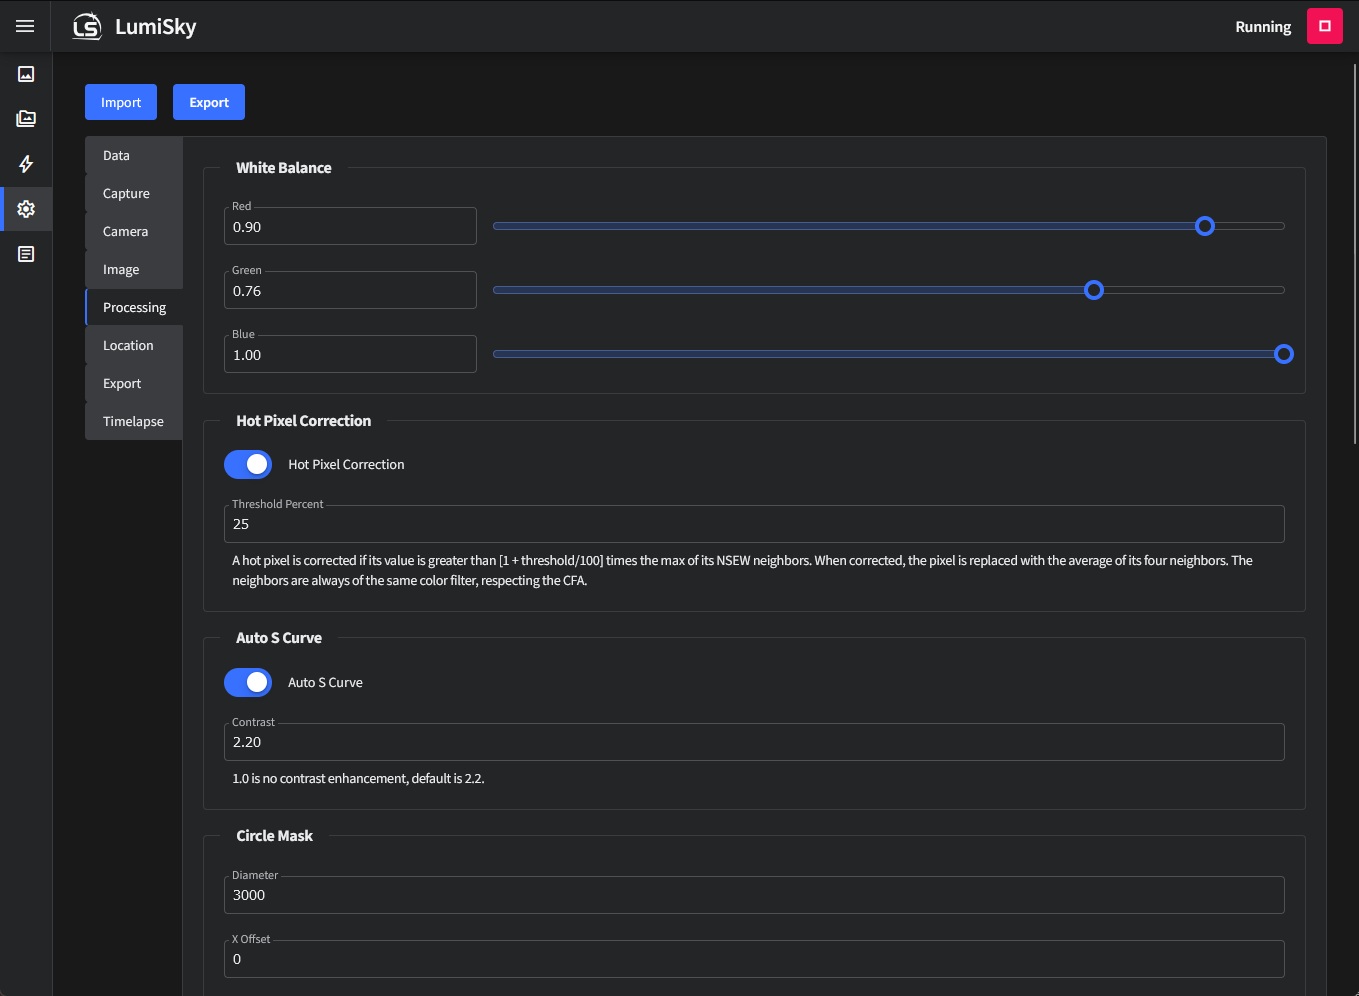 LS LumiSky
Running
Import
Export
Data
Capture
Camera
Image
Processing
Location
Export
Timelapse
White Balance
Red
0.90
Green
0.76
Blue
1.00
Hot Pixel Correction
Hot Pixel Correction
Threshold Percent
25
A hot pixel is corrected if its value is greater than [1 + threshold/100] times the max of its NSEW neighbors. When corrected, the pixel is replaced with the average of its four neighbors. The
neighbors are always of the same color filter, respecting the CFA.
Auto S Curve
Auto S Curve
Contrast
2.20
1.0 is no contrast enhancement, default is 2.2.
Circle Mask
Diameter
3000
X Offset
0